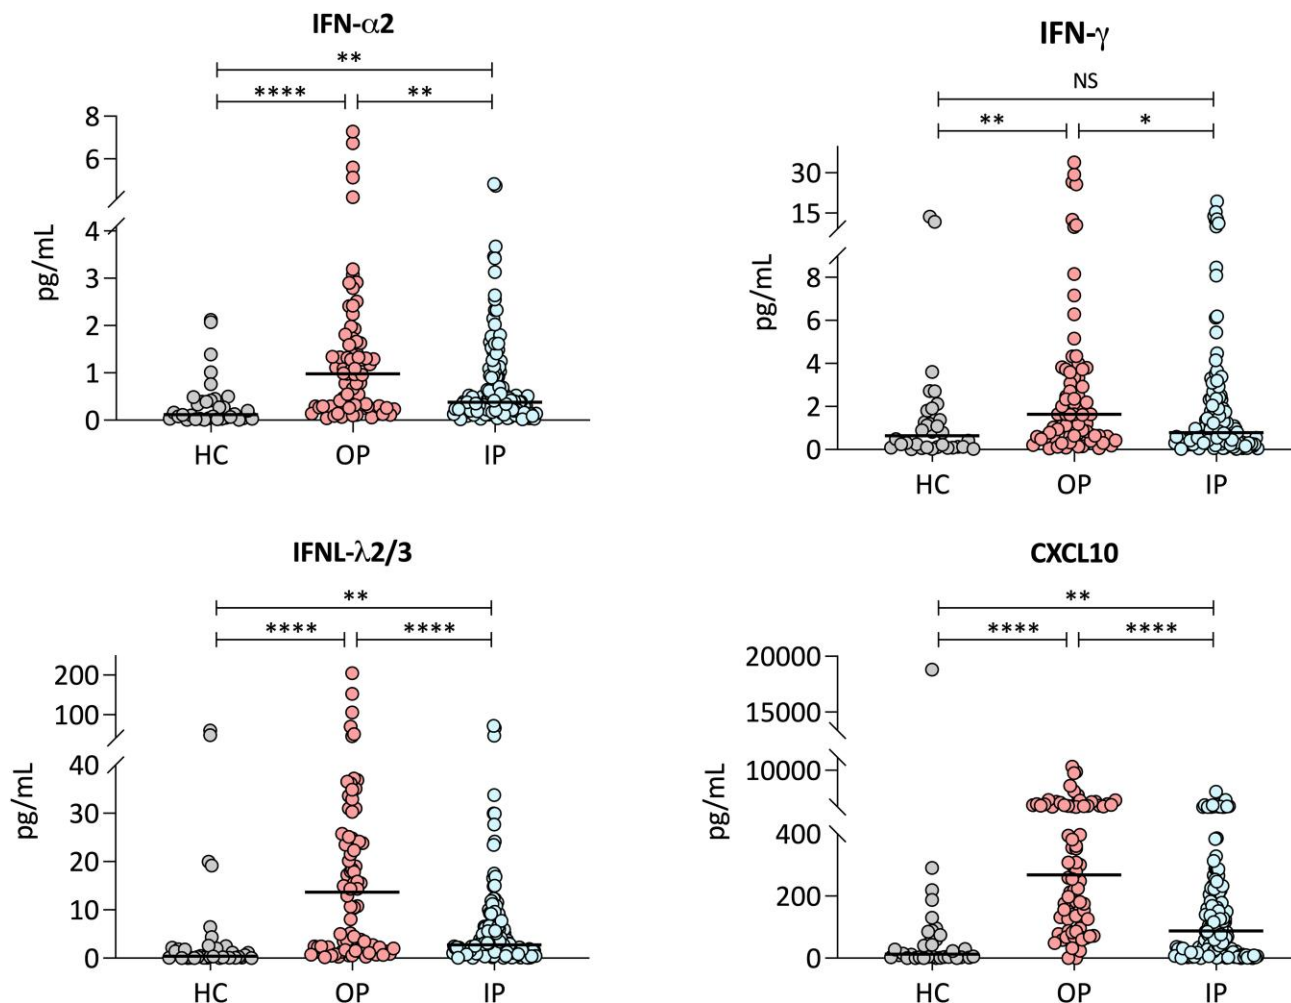 IFN-α2
**
**** **
8
6
4
3
2
1
0
pg/mL
HC OP IP
IFN-γ
NS
** *
30
15
8
6
4
2
0
pg/mL
HC OP IP
IFNL-λ2/3
**
**** ****
200
100
40
30
20
10
0
pg/mL
HC OP IP
CXCL10
**
**** ****
20000
15000
10000
400
200
0
pg/mL
HC OP IP